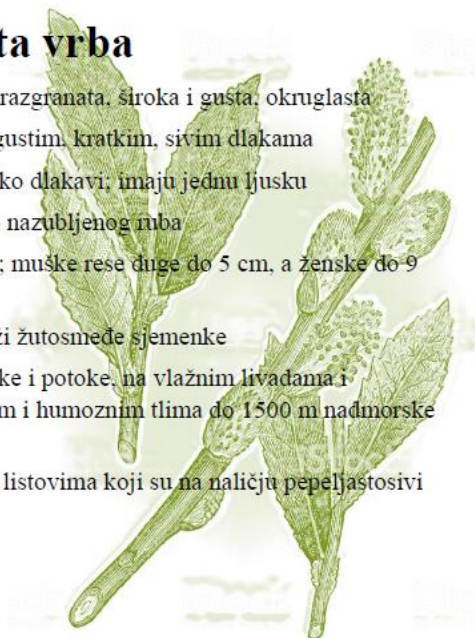 ta vrba
razgranata, široka i gusta, okruglasta
gustim, kratkim, sivim dlakama
ko dlakavi; imaju jednu ljusku
nazubljenog ruba
; muške rese duge do 5 cm, a ženske do 9
ži žutosmeđe sjemenke
ke i potoke, na vlažnim livadama i
m i humoznim tlima do 1500 m nadmorske
listovima koji su na naličju pepeljastosivi